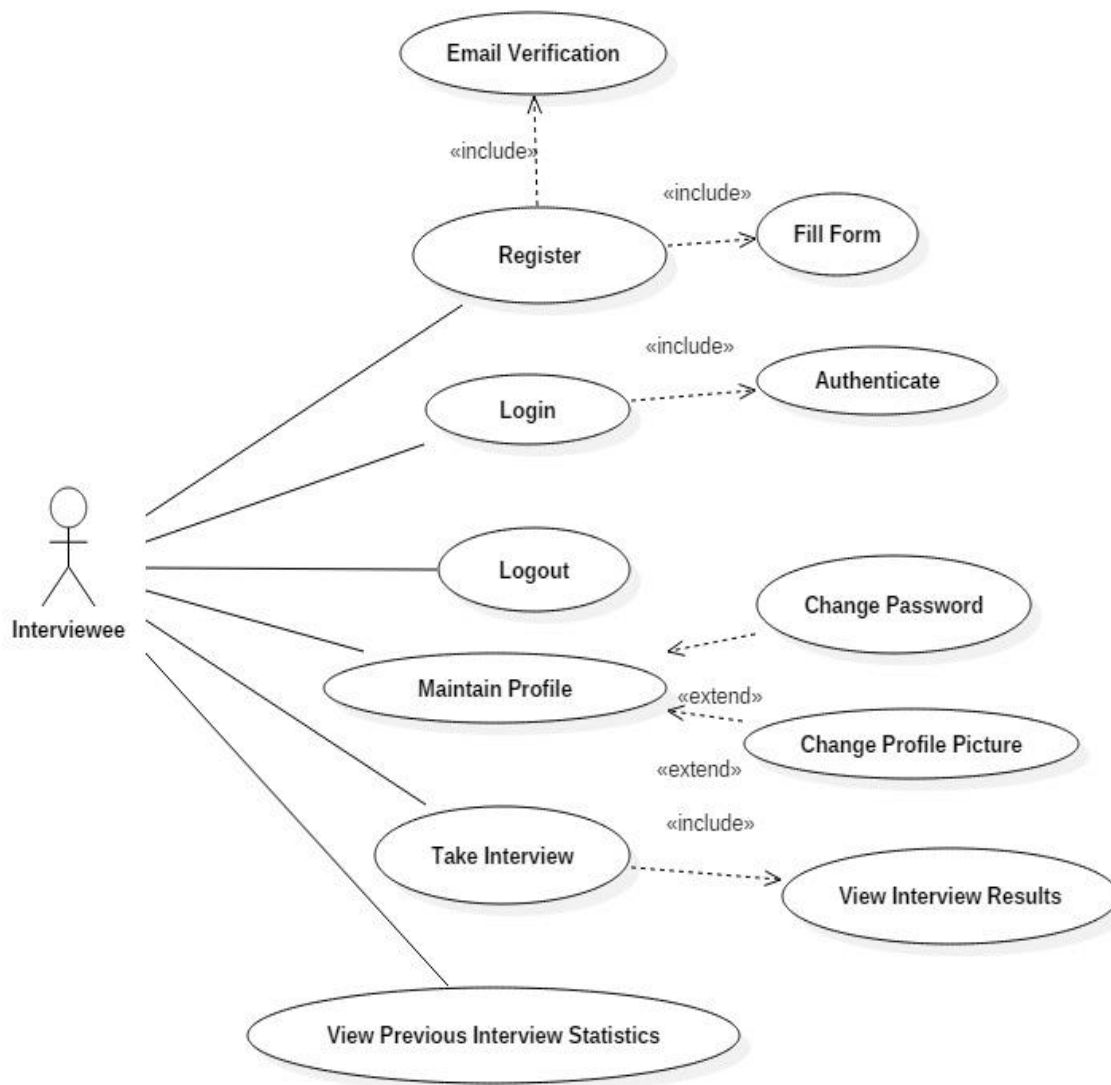 Email Verification
«include»
«include»
Fill Form
Register
«include»
Authenticate
Login
Logout
Change Password
Interviewee
Maintain Profile
«extend»
Change Profile Picture
«extend»
«include»
Take Interview
View Interview Results
View Previous Interview Statistics